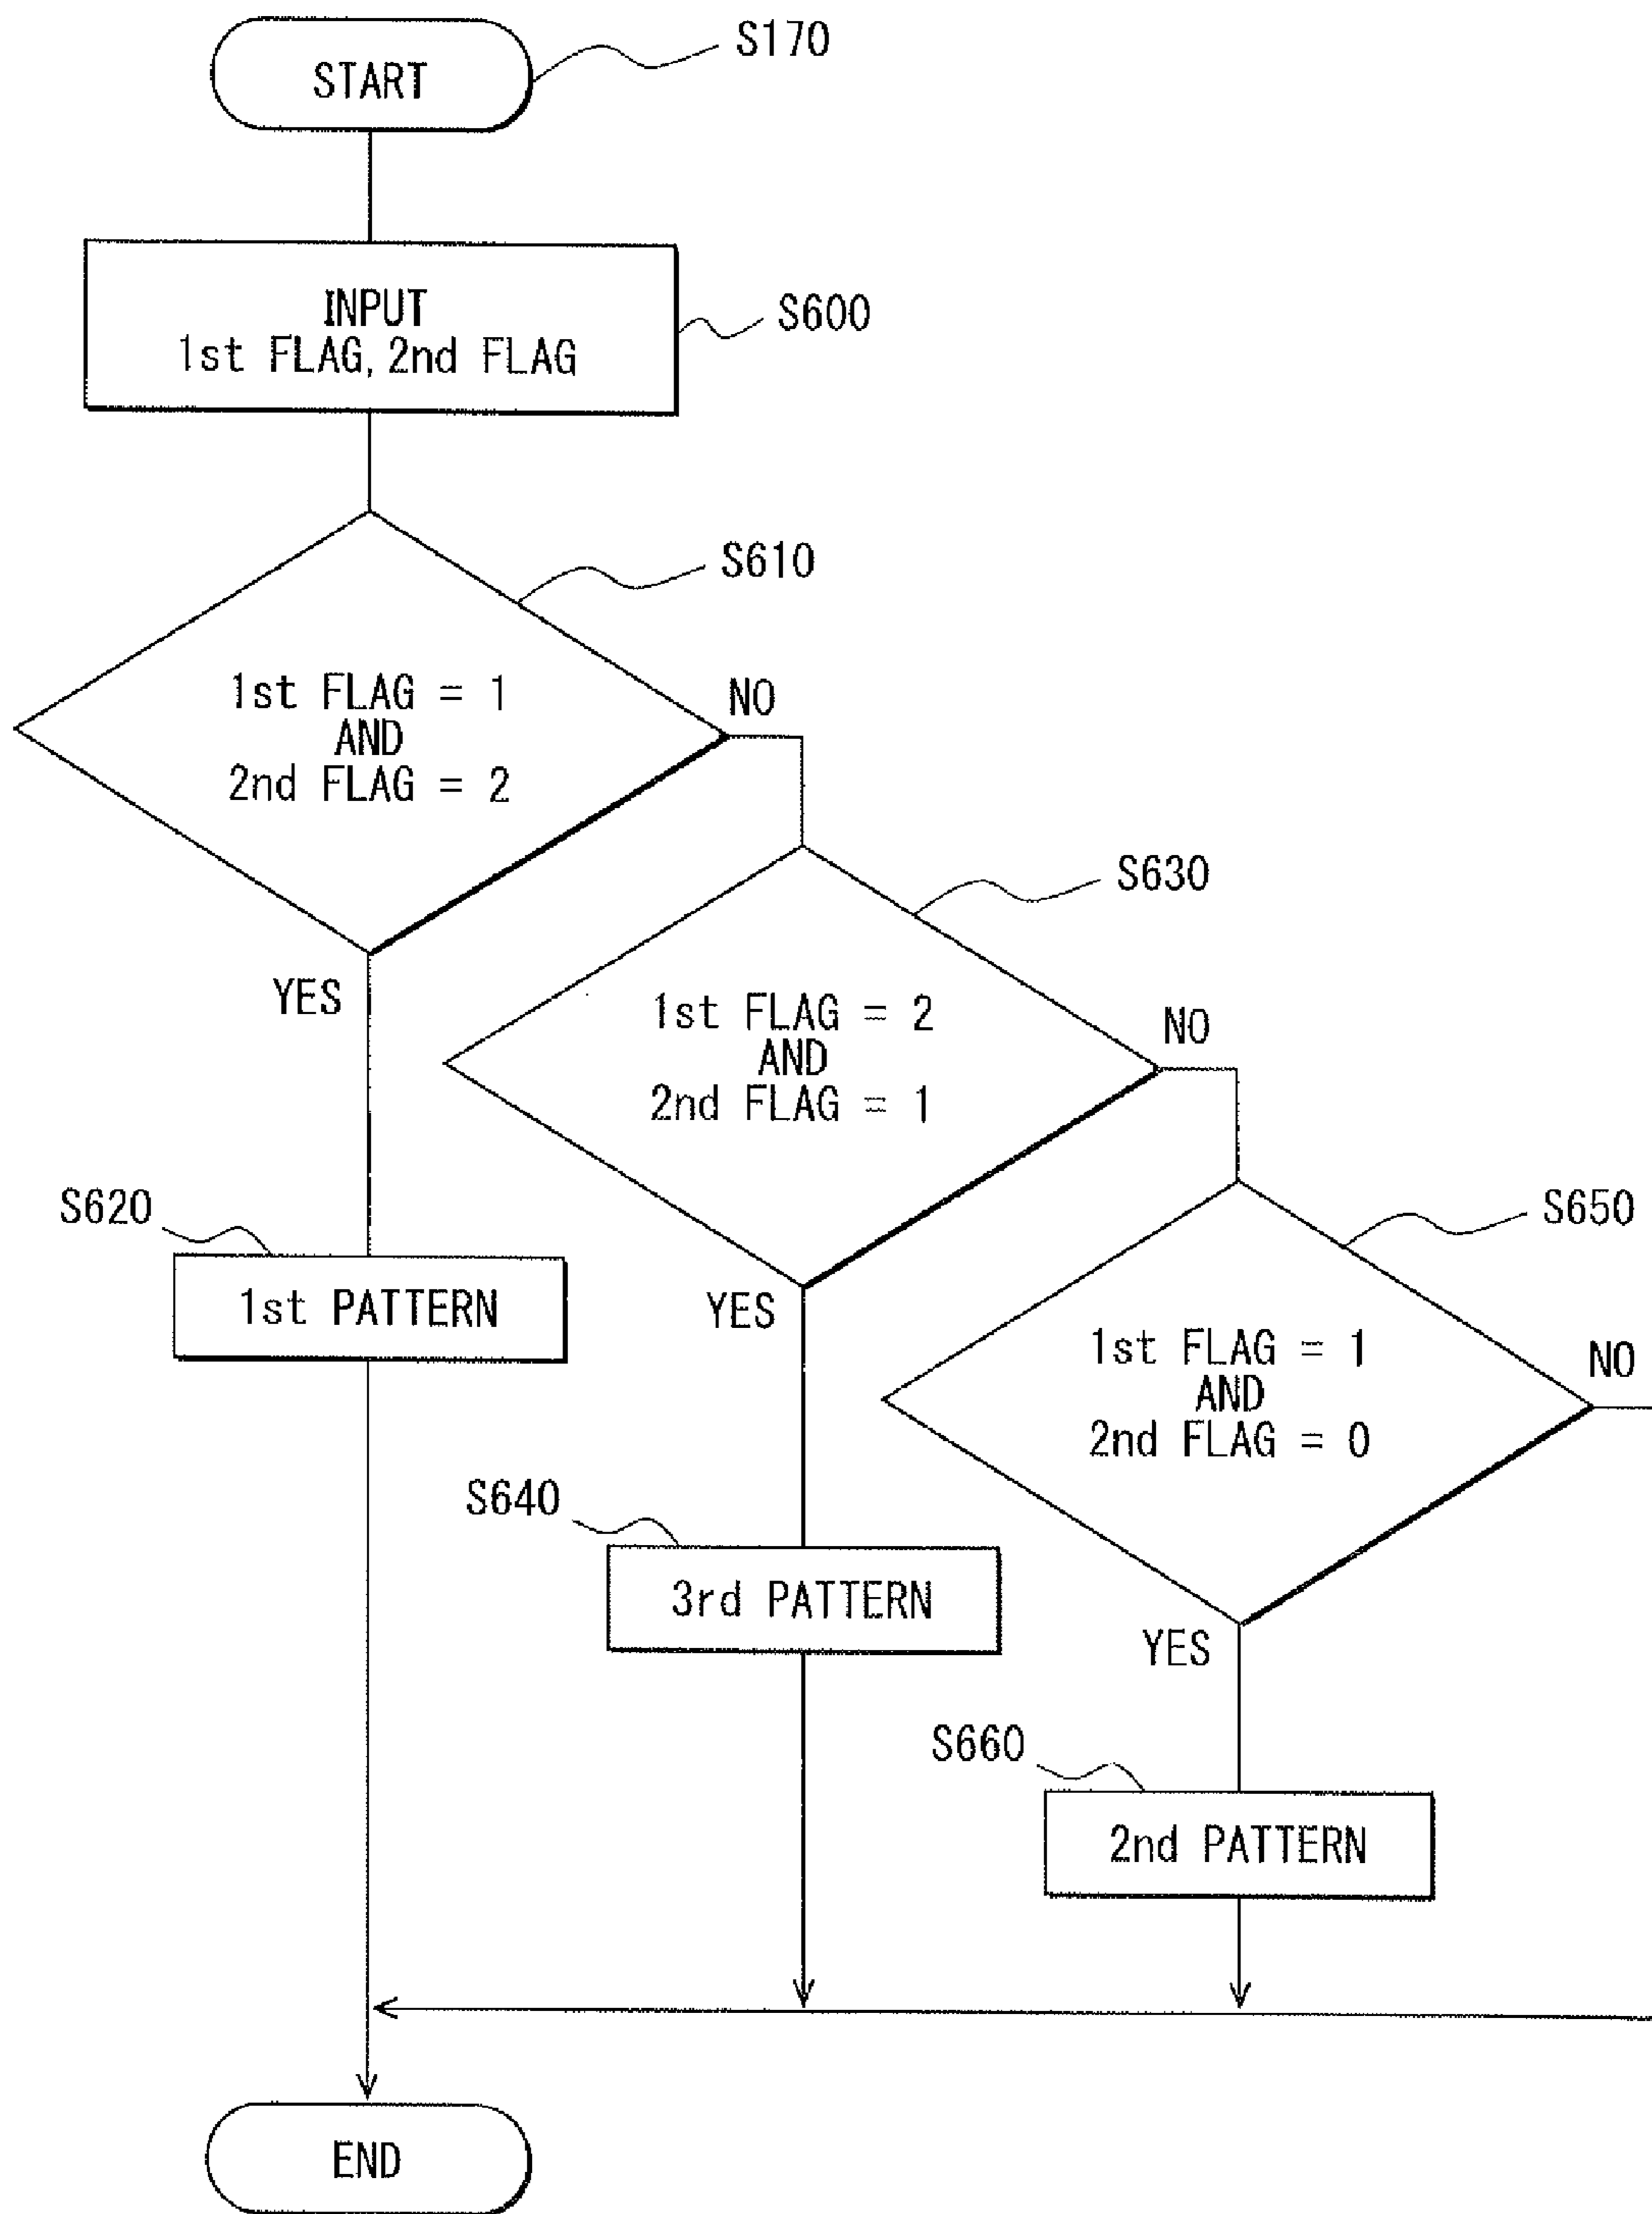 START
S170
INPUT
1st FLAG, 2nd FLAG
S600
S610
1st FLAG = 1
AND
2nd FLAG = 2
NO
YES
S630
1st FLAG = 2
AND
2nd FLAG = 1
NO
YES
S620
1st PATTERN
S650
1st FLAG = 1
AND
2nd FLAG = 0
NO
YES
S640
3rd PATTERN
S660
2nd PATTERN
END